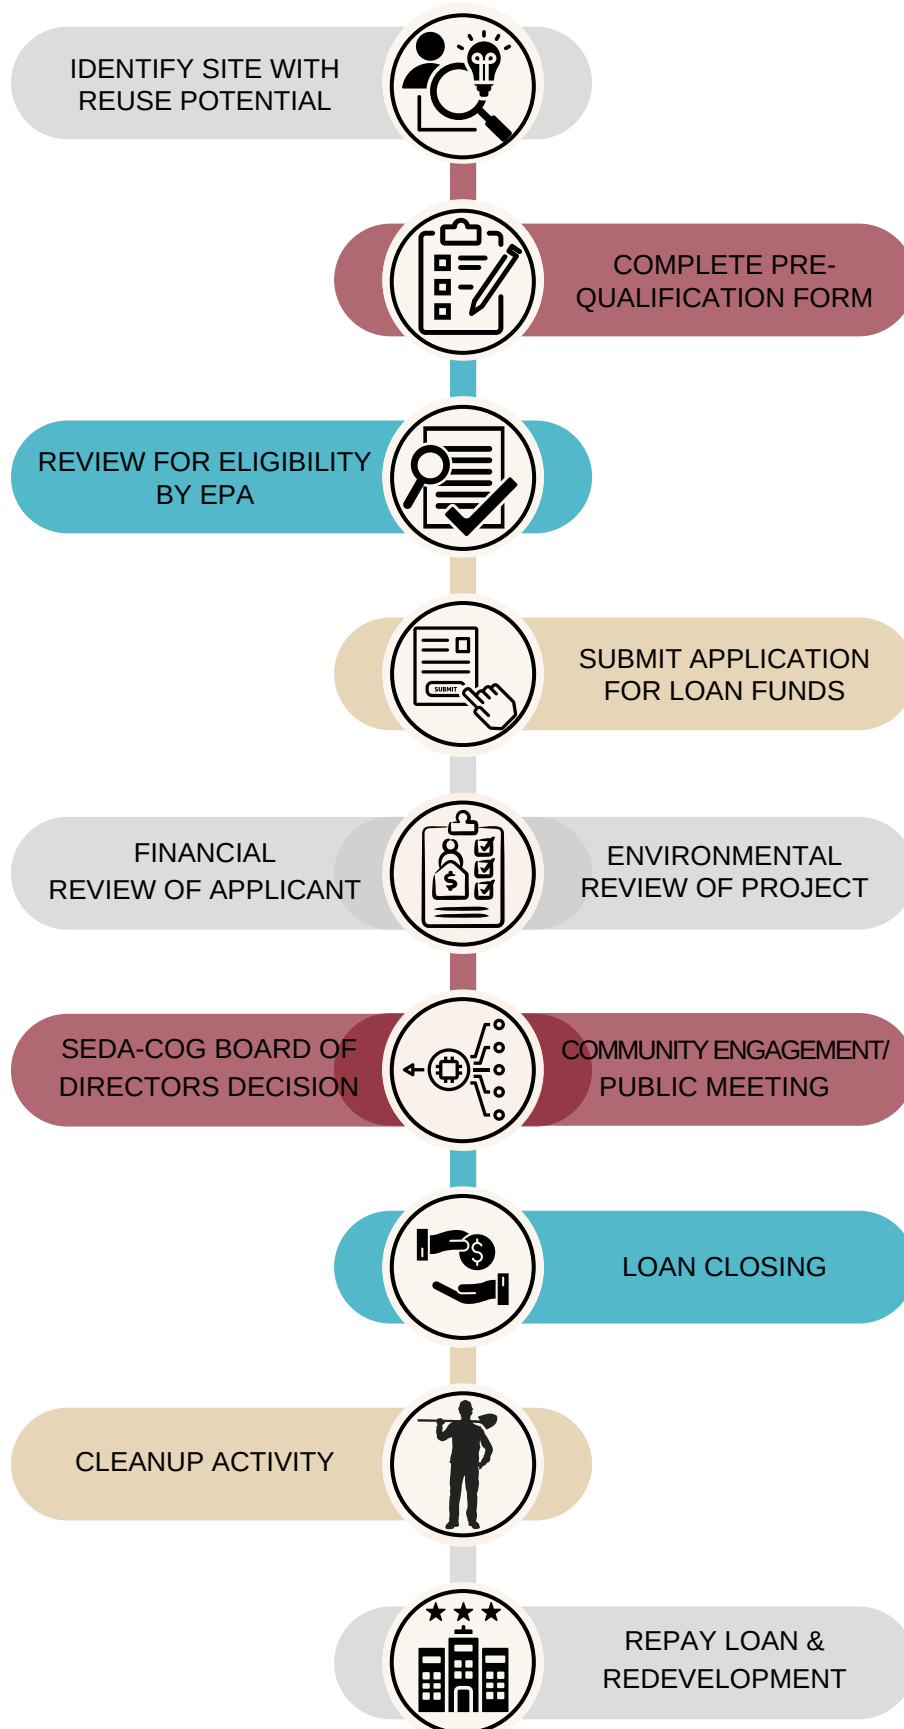 IDENTIFY SITE WITH
REUSE POTENTIAL
COMPLETE PRE-
QUALIFICATION FORM
REVIEW FOR ELIGIBILITY
BY EPA
SUBMIT APPLICATION
FOR LOAN FUNDS
SUBMIT
FINANCIAL
REVIEW OF APPLICANT
$
ENVIRONMENTAL
REVIEW OF PROJECT
SEDA-COG BOARD OF
DIRECTORS DECISION
COMMUNITY ENGAGEMENT/
PUBLIC MEETING
$
LOAN CLOSING
CLEANUP ACTIVITY
REPAY LOAN &
REDEVELOPMENT